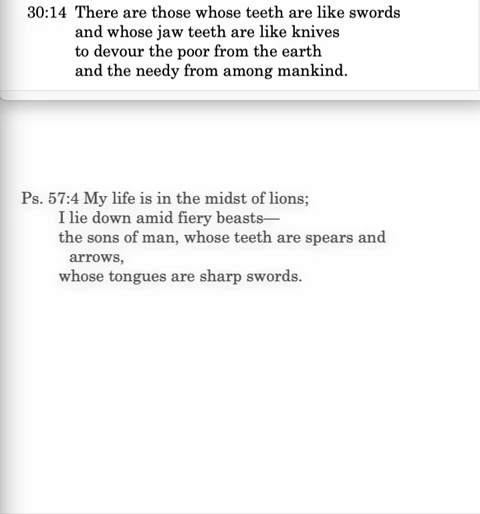 30:14 There are those whose teeth are like swords
and whose jaw teeth are like knives
to devour the poor from the earth
and the needy from among mankind.
Ps. 57:4 My life is in the midst of lions;
I lie down amid fiery beasts—
the sons of man, whose teeth are spears and
arrows,
whose tongues are sharp swords.